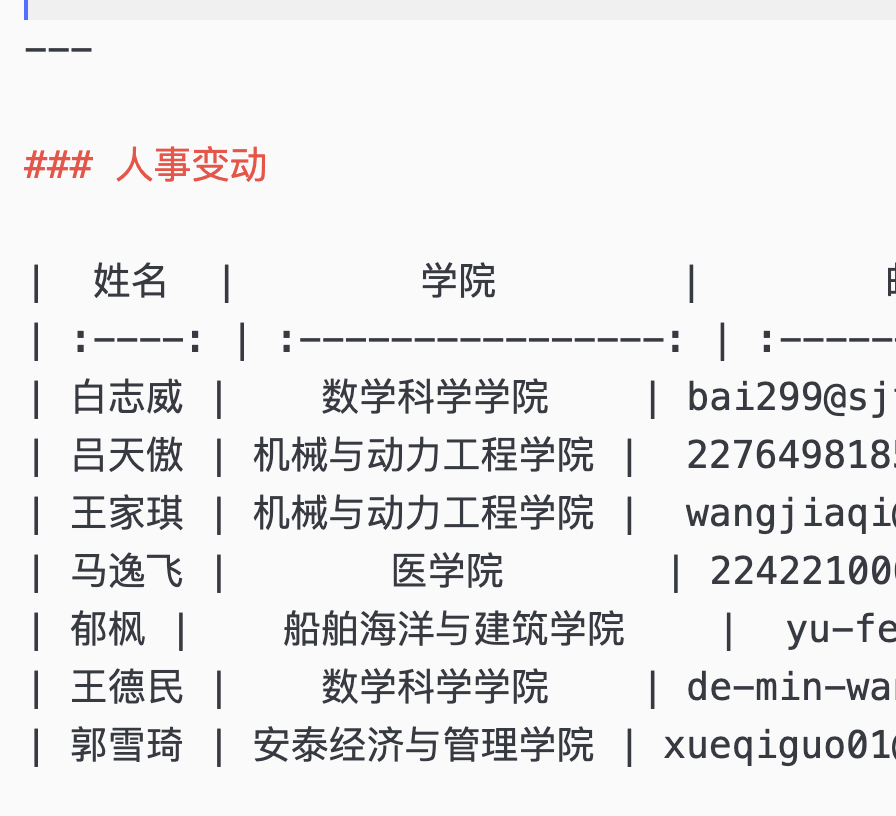 ---
### 人事变动
| 姓名 | 学院 |
| :----: | :----------------: | :-----
| 白志威 | 数学科学学院 | bai299@sj
| 吕天傲 | 机械与动力工程学院 | 227649818
| 王家琪 | 机械与动力工程学院 | wangjiaqi@
| 马逸飞 | 医学院 | 22422100
| 郁枫 | 船舶海洋与建筑学院 | yu-fe
| 王德民 | 数学科学学院 | de-min-wa
| 郭雪琦 | 安泰经济与管理学院 | xueqiguo01@